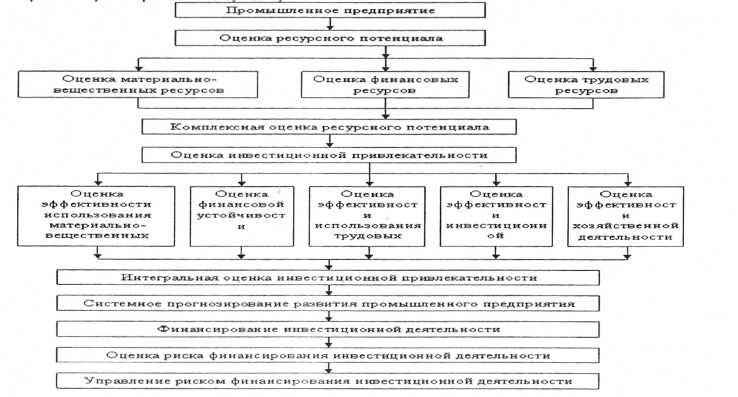 Промышленное предприятие
Оценка ресурсного потенциала
Оценка материально-
вещественных ресурсов
Оценка финансовых
ресурсов
Оценка трудовых
ресурсов
Комплексная оценка ресурсного потенциала
Оценка инвестиционной привлекательности
Оценка
эффективности
использования
материально-
вещественных
Оценка
финансовой
устойчивост
и
Оценка
эффективност
и
использования
трудовых
Оценка
эффективност
и
инвестиционн
ой
Оценка
эффективност
и
хозяйственной
деятельности
Интегральная оценка инвестиционной привлекательности
Системное прогнозирование развития промышленного предприятия
Финансирование инвестиционной деятельности
Оценка риска финансирования инвестиционной деятельности
Управление риском финансирования инвестиционной деятельности